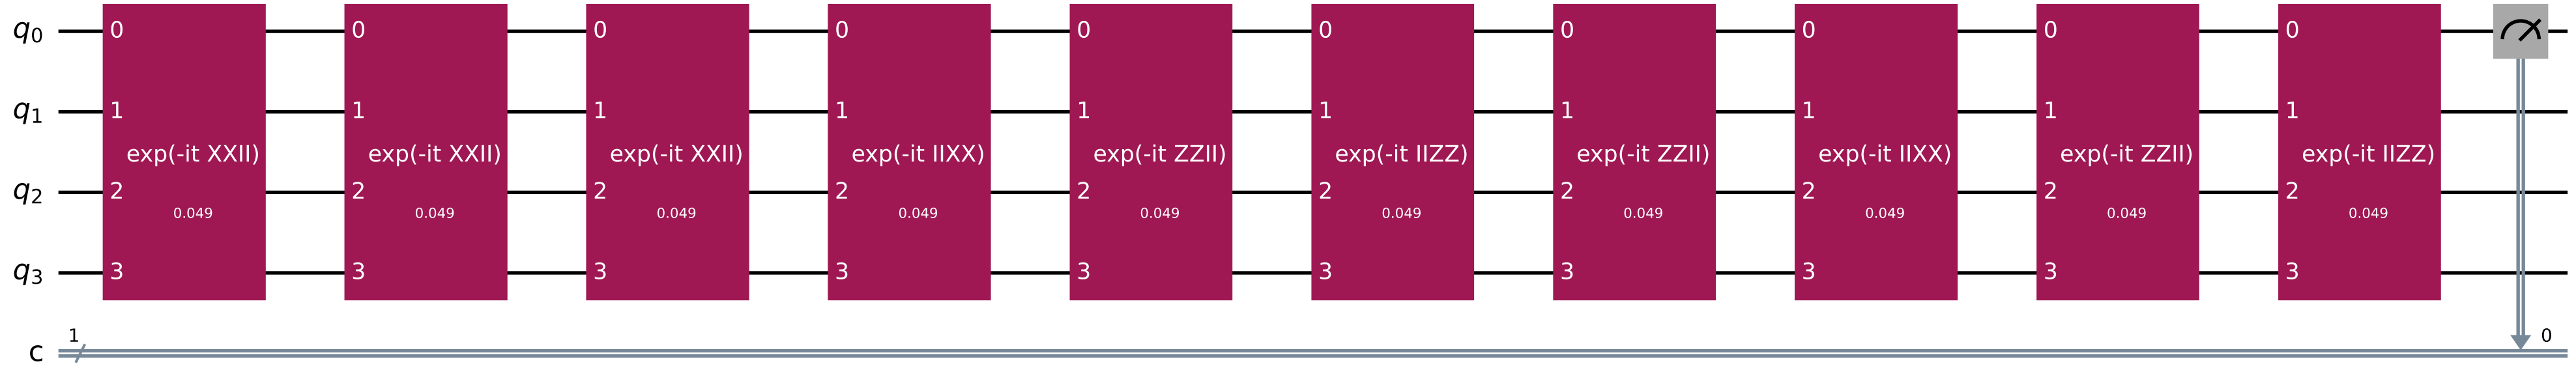 q0 0 0 0 0 0 0 0 0 0 0
q1 1 1 1 1 1 1 1 1 1 1
exp(-it XXII) exp(-it XXII) exp(-it XXII) exp(-it IIXX) exp(-it ZZII) exp(-it IIZZ) exp(-it ZZII) exp(-it IIXX) exp(-it ZZII) exp(-it IIZZ)
q2 2 2 2 2 2 2 2 2 2 2
0.049 0.049 0.049 0.049 0.049 0.049 0.049 0.049 0.049 0.049
q3 3 3 3 3 3 3 3 3 3 3
1 0
c